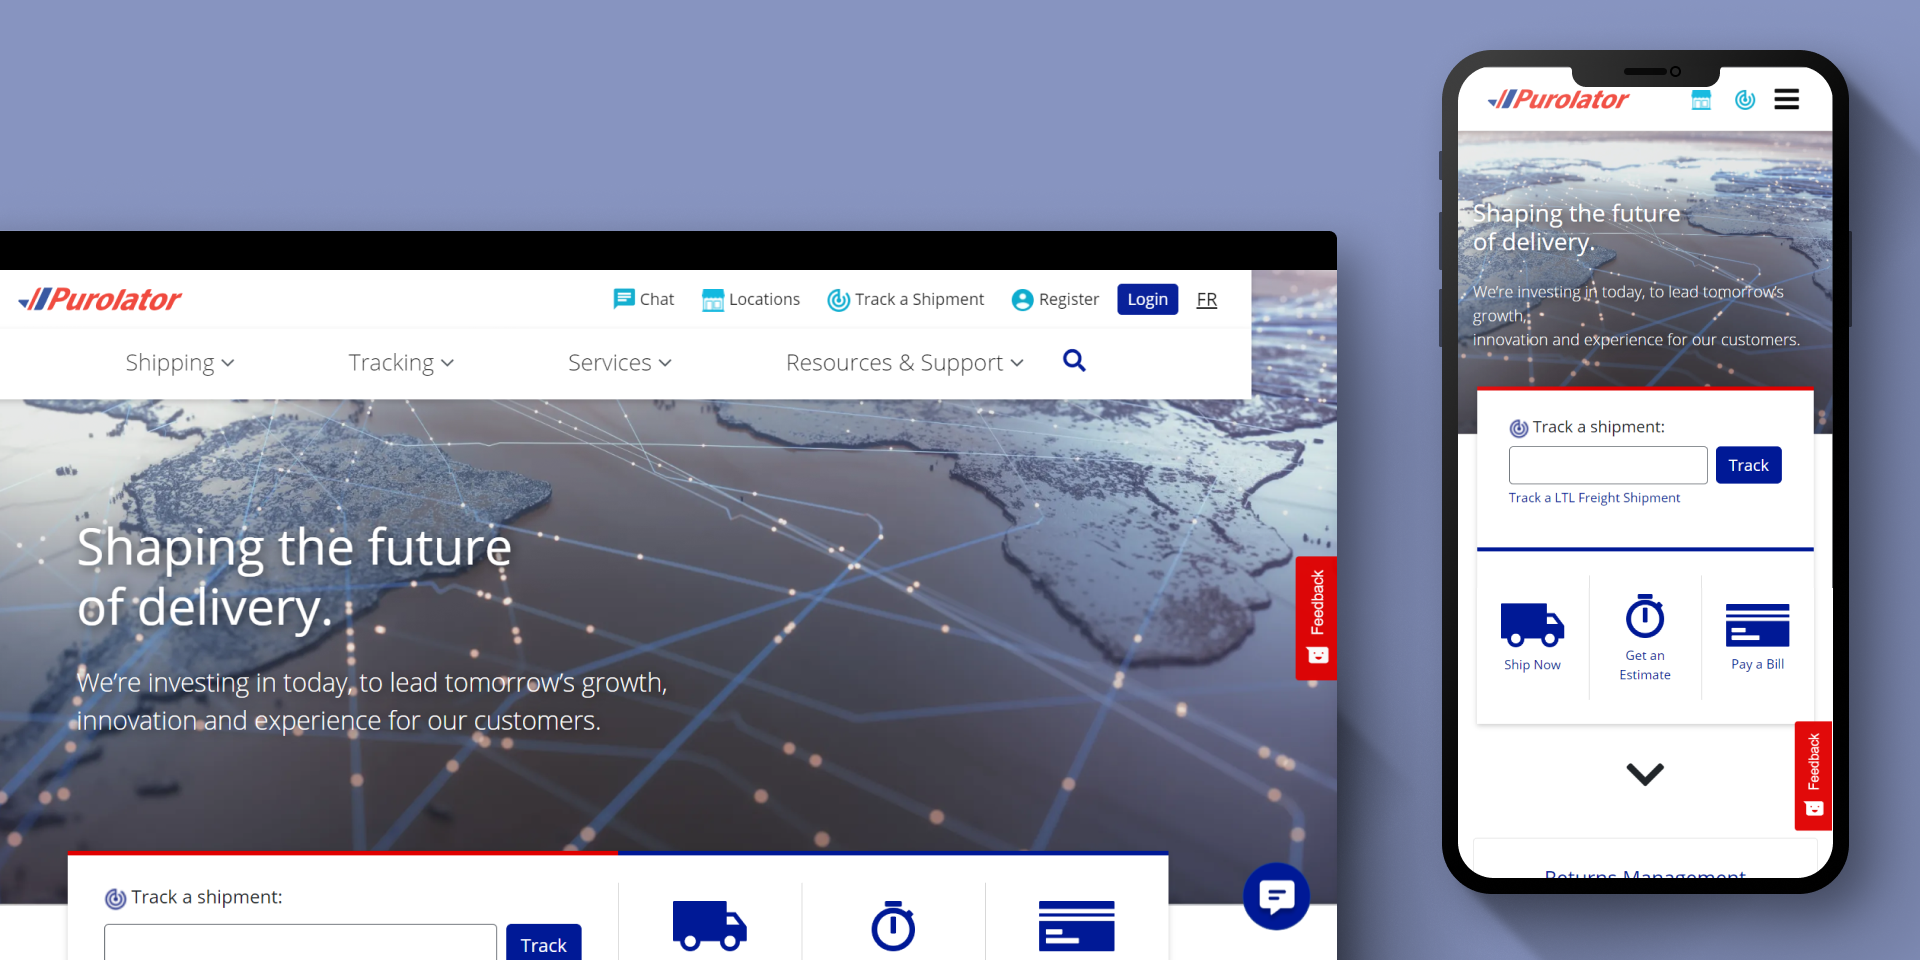 Purolator
Chat
Locations
Track a Shipment
Register
Login
FR
Shipping
Tracking
Services
Resources & Support
Shaping the future
of delivery.
We're investing in today, to lead tomorrow's growth,
innovation and experience for our customers.
Feedback
Track a shipment:
Track
Purolator
Shaping the future
of delivery.
We're investing in today, to lead tomorrow's
growth,
innovation and experience for our customers.
Track a shipment:
Track
Track a LTL Freight Shipment
Ship Now
Get an
Estimate
Pay a Bill
Feedback
Returns Management